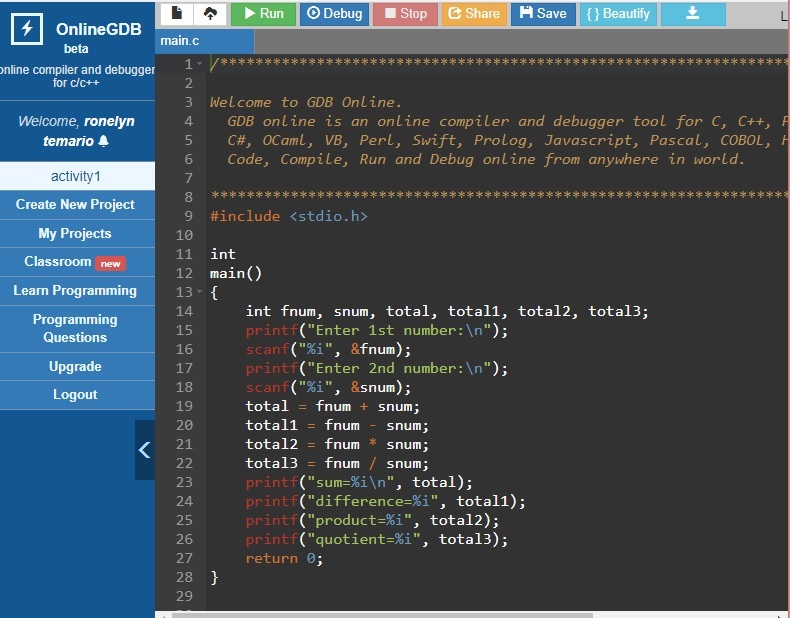 OnlineGDB
beta
online compiler and debugger
for c/c++
Welcome, ronelyn
temario
activity1
Create New Project
My Projects
Classroom new
Learn Programming
Programming
Questions
Upgrade
Logout
Run Debug Stop Share Save { } Beautify
main.c
1 /******************************************************************
2
3 Welcome to GDB Online.
4 GDB online is an online compiler and debugger tool for C, C++,
5 C#, OCaml, VB, Perl, Swift, Prolog, Javascript, Pascal, COBOL,
6 Code, Compile, Run and Debug online from anywhere in world.
7
8 ******************************************************************
9 #include <stdio.h>
10
11 int
12 main()
13 {
14 int fnum, snum, total, total1, total2, total3;
15 printf("Enter 1st number:\n");
16 scanf("%i", &fnum);
17 printf("Enter 2nd number:\n");
18 scanf("%i", &snum);
19 total = fnum + snum;
20 total1 = fnum - snum;
21 total2 = fnum * snum;
22 total3 = fnum / snum;
23 printf("sum=%i\n", total);
24 printf("difference=%i", total1);
25 printf("product=%i", total2);
26 printf("quotient=%i", total3);
27 return 0;
28 }
29